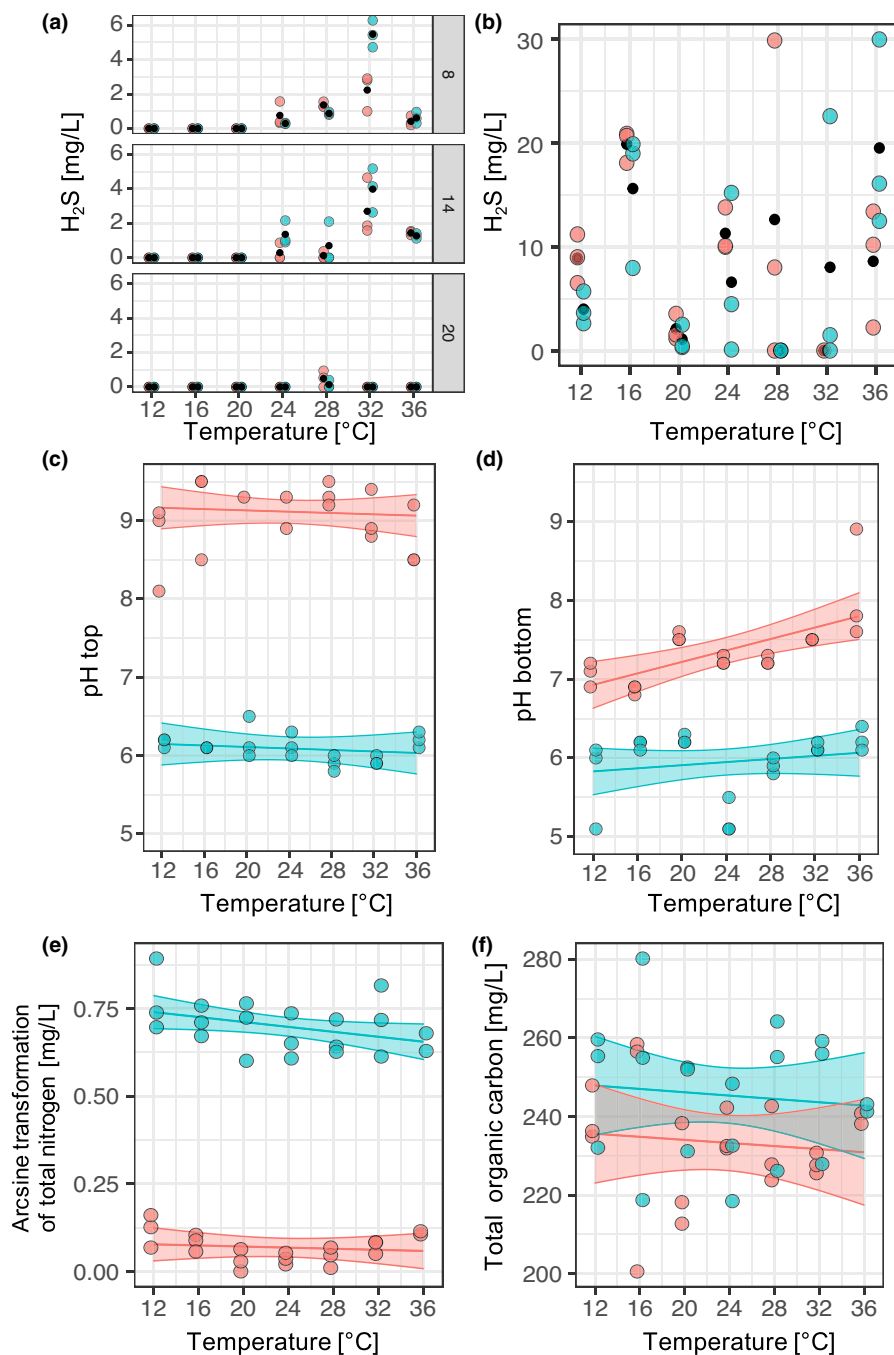 (a)
H₂S [mg/L]
6
4
2
0
8
6
4
2
0
14
6
4
2
0
20
12 16 20 24 28 32 36
Temperature [°C]
(b)
H₂S [mg/L]
30
20
10
0
12 16 20 24 28 32 36
Temperature [°C]
(c)
pH top
9
8
7
6
5
12 16 20 24 28 32 36
Temperature [°C]
(d)
pH bottom
9
8
7
6
5
12 16 20 24 28 32 36
Temperature [°C]
(e)
Arcsine transformation
of total nitrogen [mg/L]
0.75
0.50
0.25
0.00
12 16 20 24 28 32 36
Temperature [°C]
(f)
Total organic carbon [mg/L]
280
260
240
220
200
12 16 20 24 28 32 36
Temperature [°C]